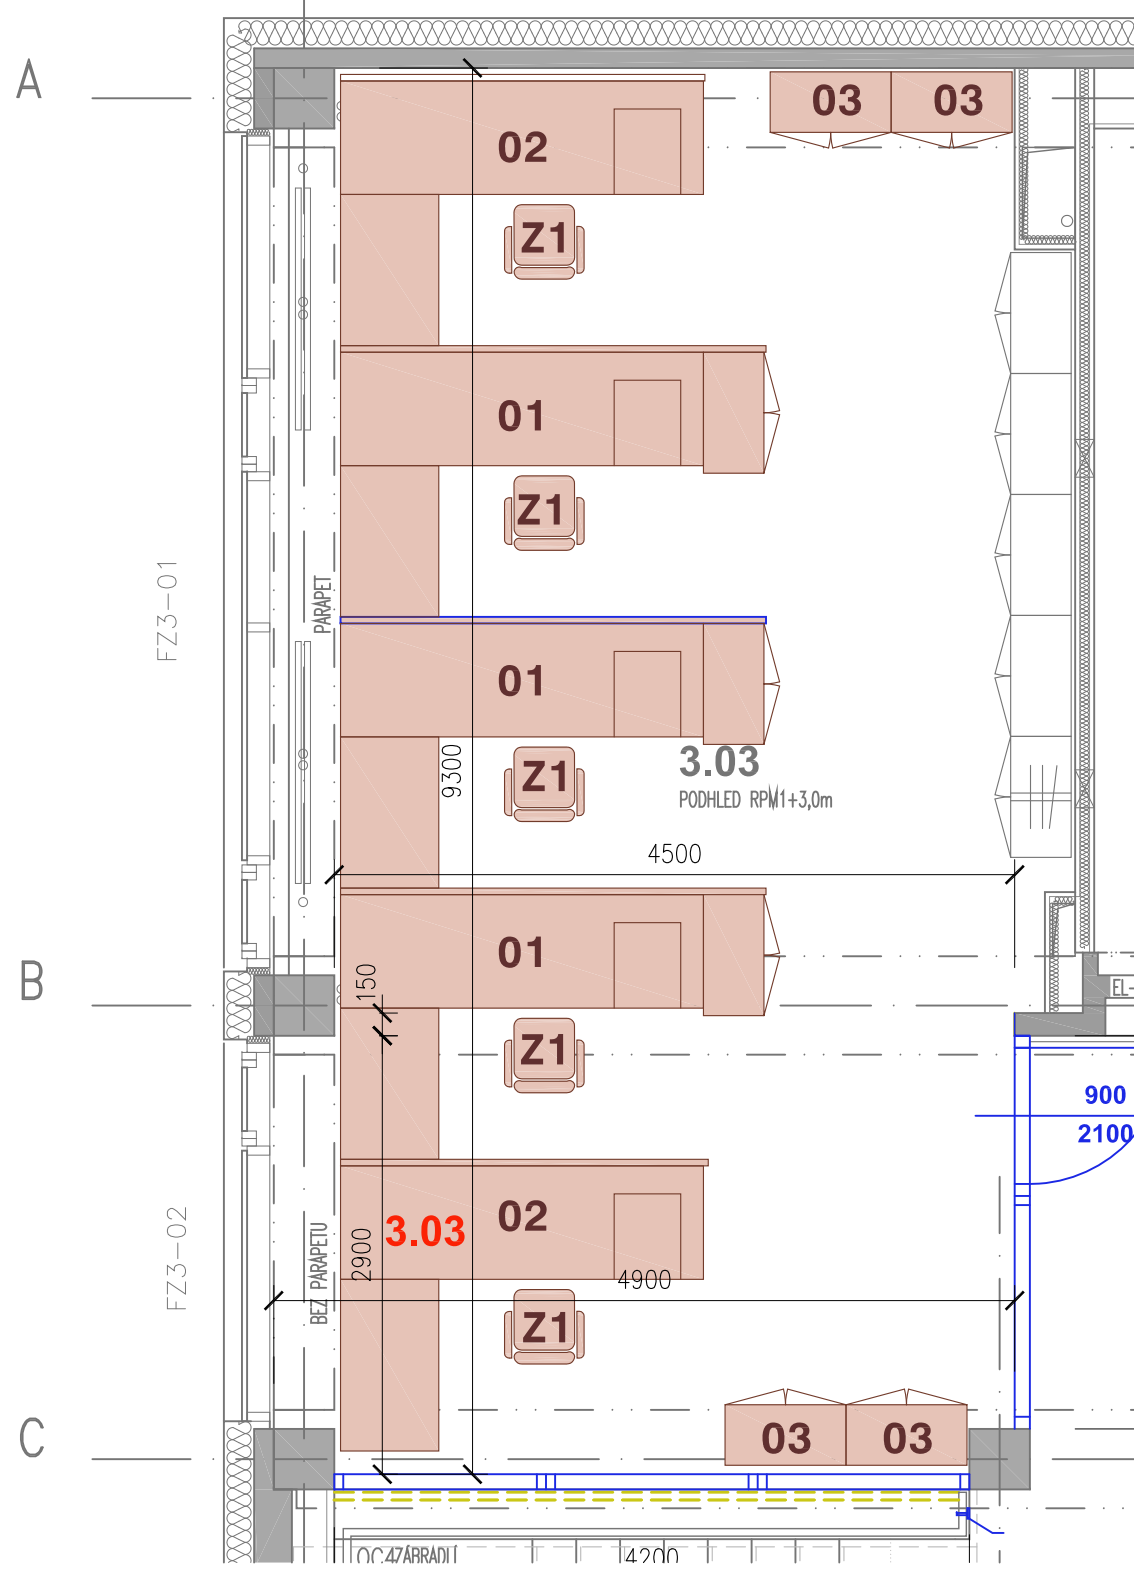 A
03 03
02
Z1
01
Z1
FZ3-01
PARAPET
01
3.03
PODHLED RPM1+3,0m
9300
Z1
4500
01
B
150
EL-
Z1
900
2100
02
3.03
2900
FZ3-02
BEZ PARAPETU
4900
Z1
C
03 03
4200